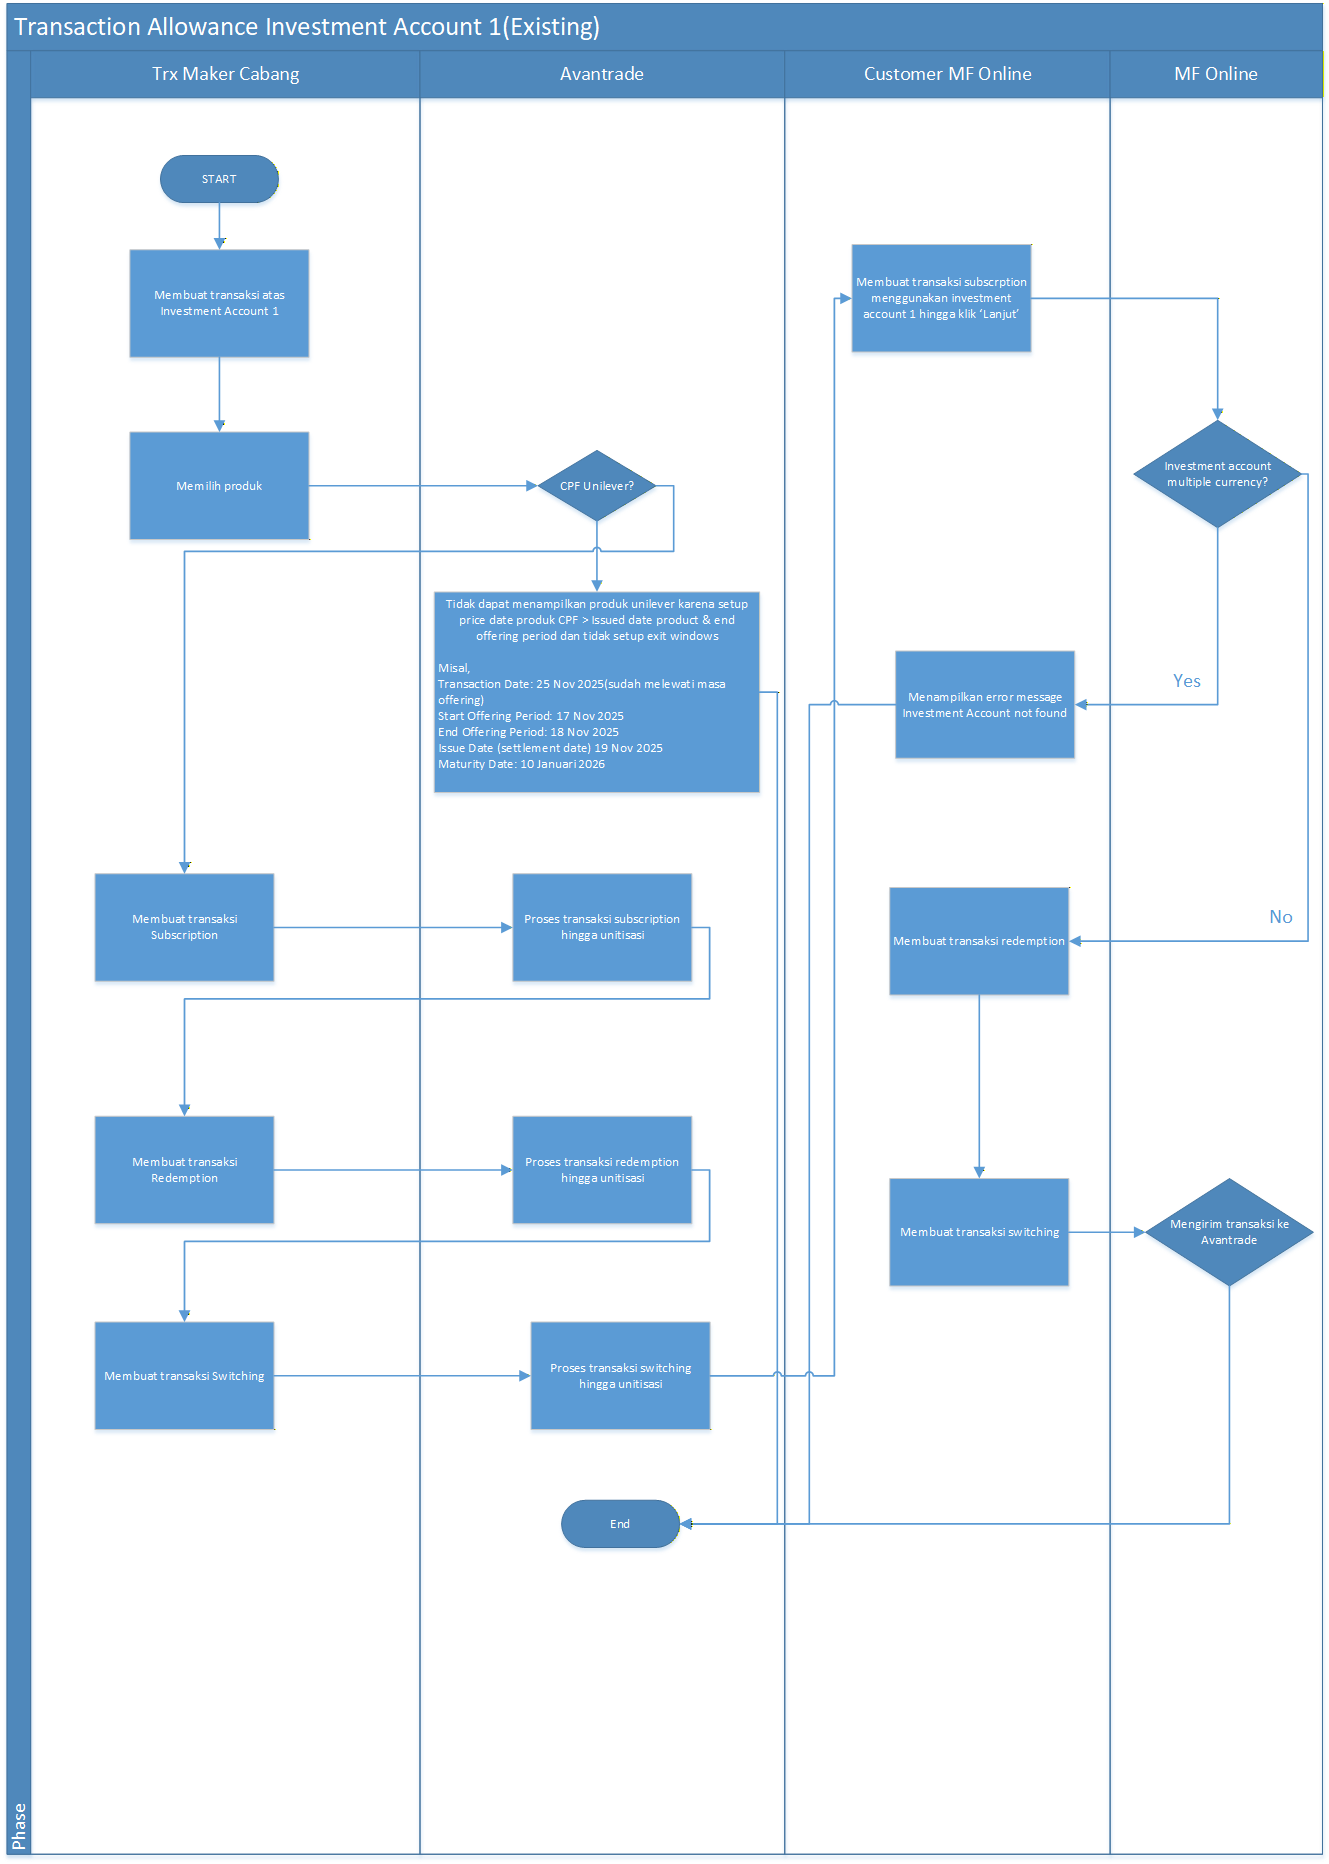 Transaction Allowance Investment Account 1(Existing)
Trx Maker Cabang
Avantrade
Customer MF Online
MF Online
START
Membuat transaksi atas
Investment Account 1
Membuat transaksi subscrption
menggunakan investment
account 1 hingga klik ‘Lanjut’
Memilih produk
CPF Unilever?
Investment account
multiple currency?
Tidak dapat menampilkan produk unilever karena setup
price date produk CPF > Issued date product & end
offering period dan tidak setup exit windows
Misal,
Transaction Date: 25 Nov 2025(sudah melewati masa
offering)
Start Offering Period: 17 Nov 2025
End Offering Period: 18 Nov 2025
Issue Date (settlement date) 19 Nov 2025
Maturity Date: 10 Januari 2026
Yes
Menampilkan error message
Investment Account not found
Membuat transaksi
Subscription
Proses transaksi subscription
hingga unitisasi
No
Membuat transaksi redemption
Membuat transaksi
Redemption
Proses transaksi redemption
hingga unitisasi
Membuat transaksi switching
Mengirim transaksi ke
Avantrade
Membuat transaksi Switching
Proses transaksi switching
hingga unitisasi
End
Phase